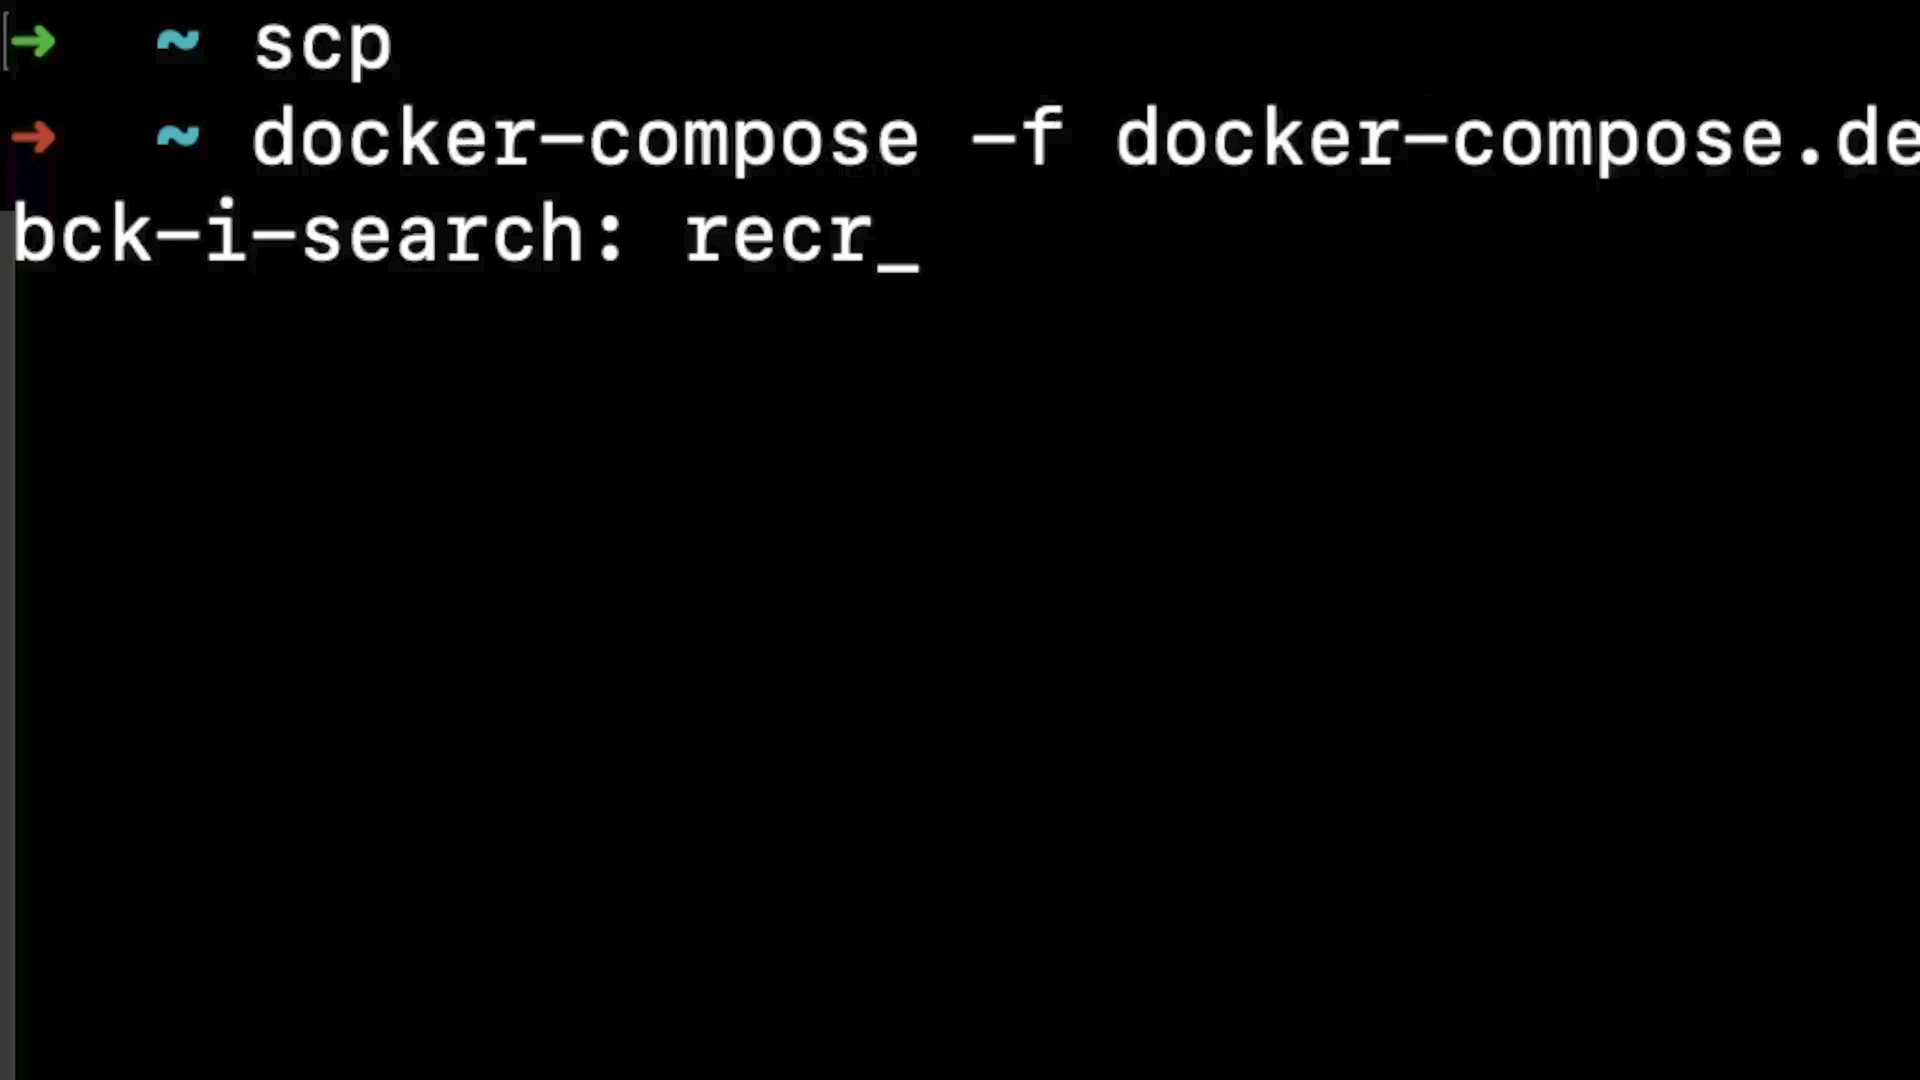 ➜ ~ scp
➜ ~ docker-compose -f docker-compose.de
bck-i-search: recr_